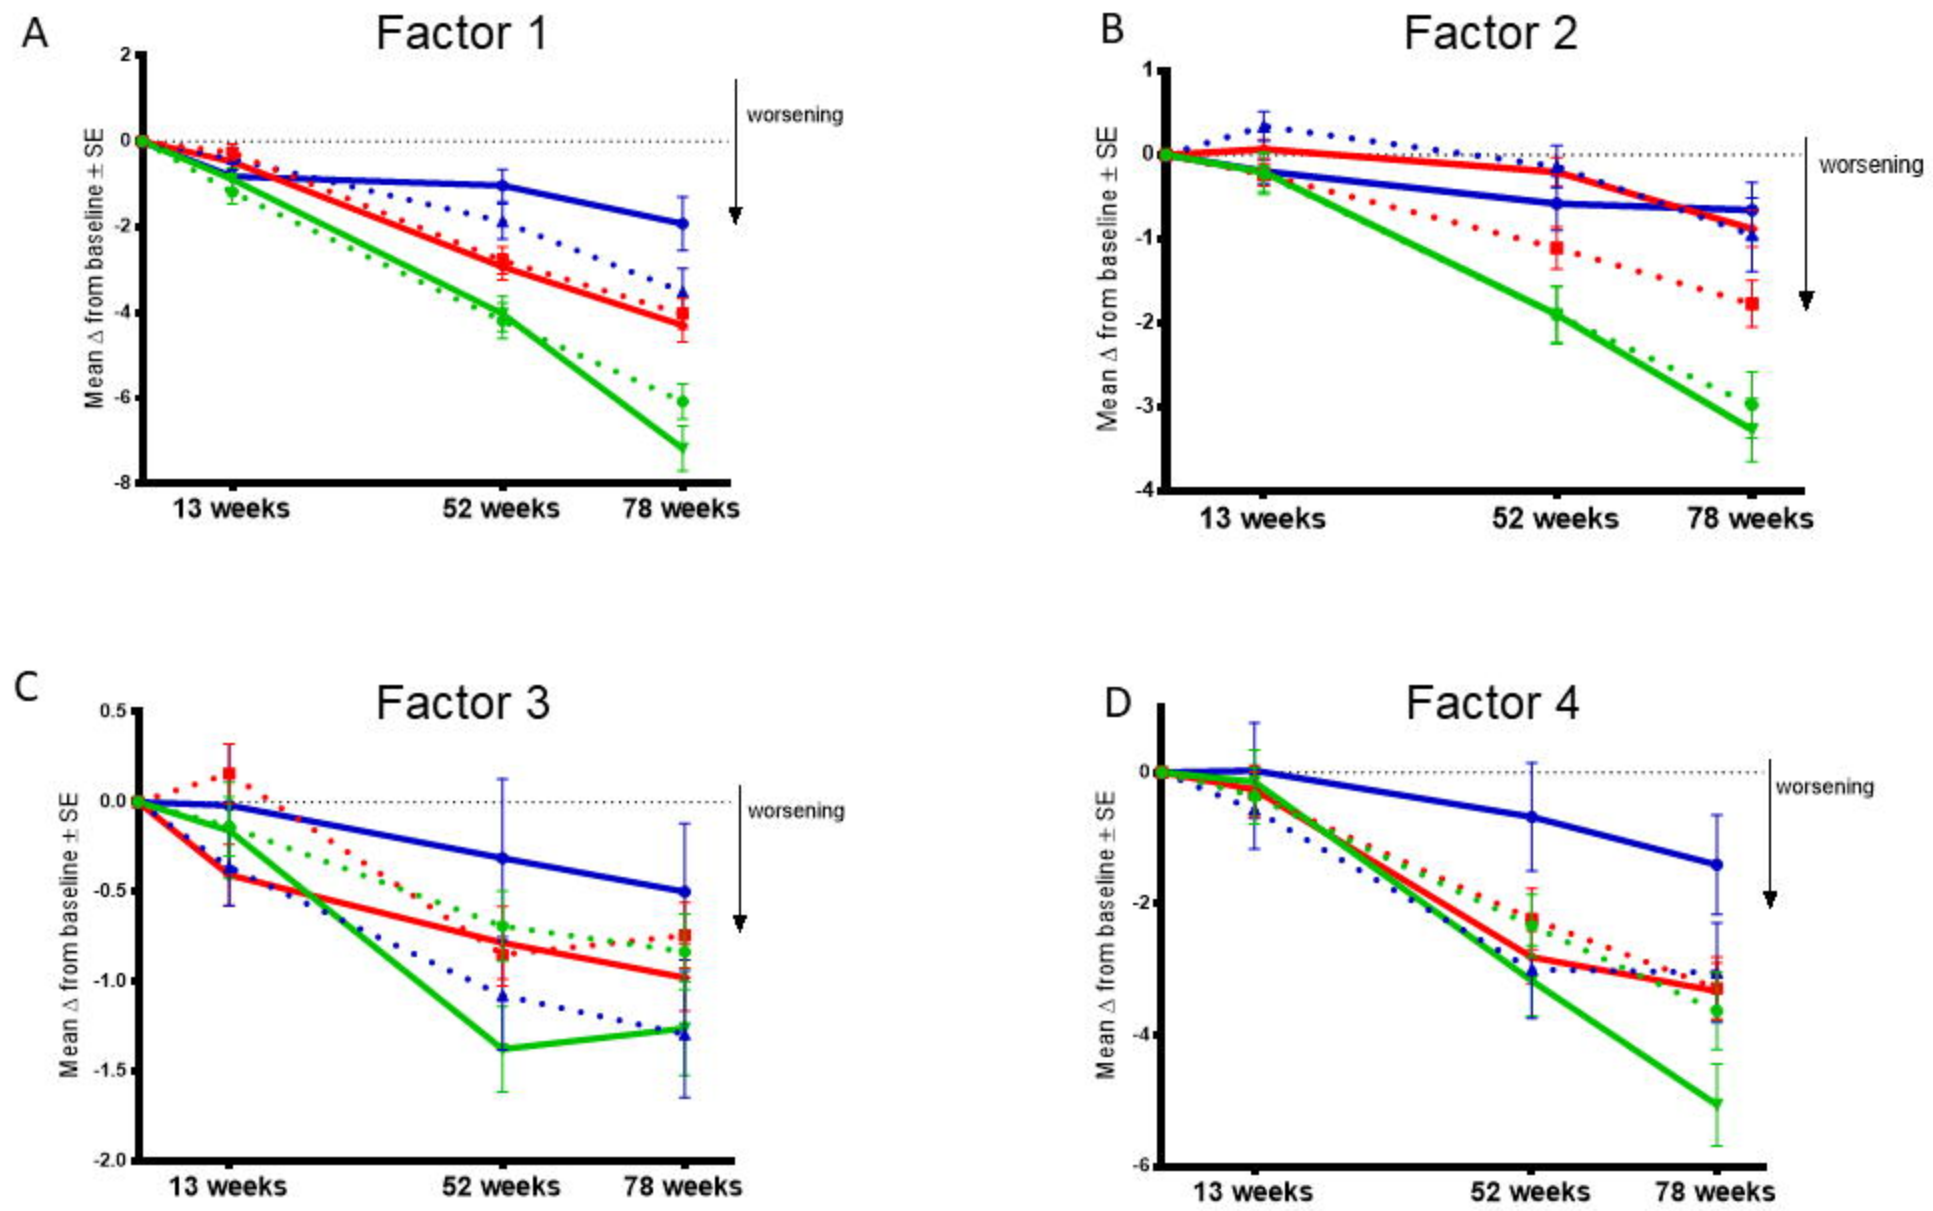 A
Factor 1
2
0
-2
-4
-6
-8
Mean Δ from baseline ± SE
worsening
13 weeks
52 weeks
78 weeks
B
Factor 2
1
0
-1
-2
-3
-4
Mean Δ from baseline ± SE
worsening
13 weeks
52 weeks
78 weeks
C
Factor 3
0.5
0.0
-0.5
-1.0
-1.5
-2.0
Mean Δ from baseline ± SE
worsening
13 weeks
52 weeks
78 weeks
D
Factor 4
0
-2
-4
-6
Mean Δ from baseline ± SE
worsening
13 weeks
52 weeks
78 weeks